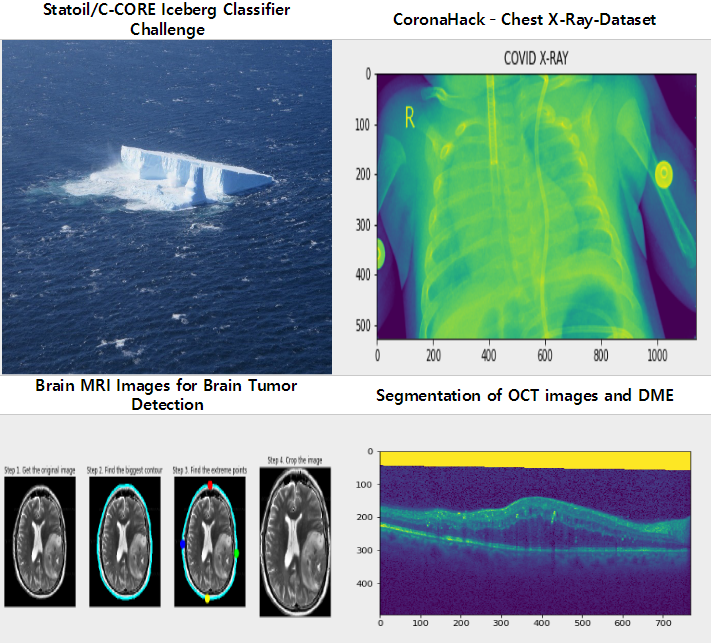 Statoil/C-CORE Iceberg Classifier
Challenge
CoronaHack - Chest X-Ray-Dataset
COVID X-RAY
R
0
100
200
300
400
500
0 200 400 600 800 1000
Brain MRI Images for Brain Tumor
Detection
Segmentation of OCT images and DME
Step 1. Get the original image
Step 2. Find the biggest contour
Step 3. Find the extreme points
Step 4. Crop the image
0
100
200
300
400
0 100 200 300 400 500 600 700